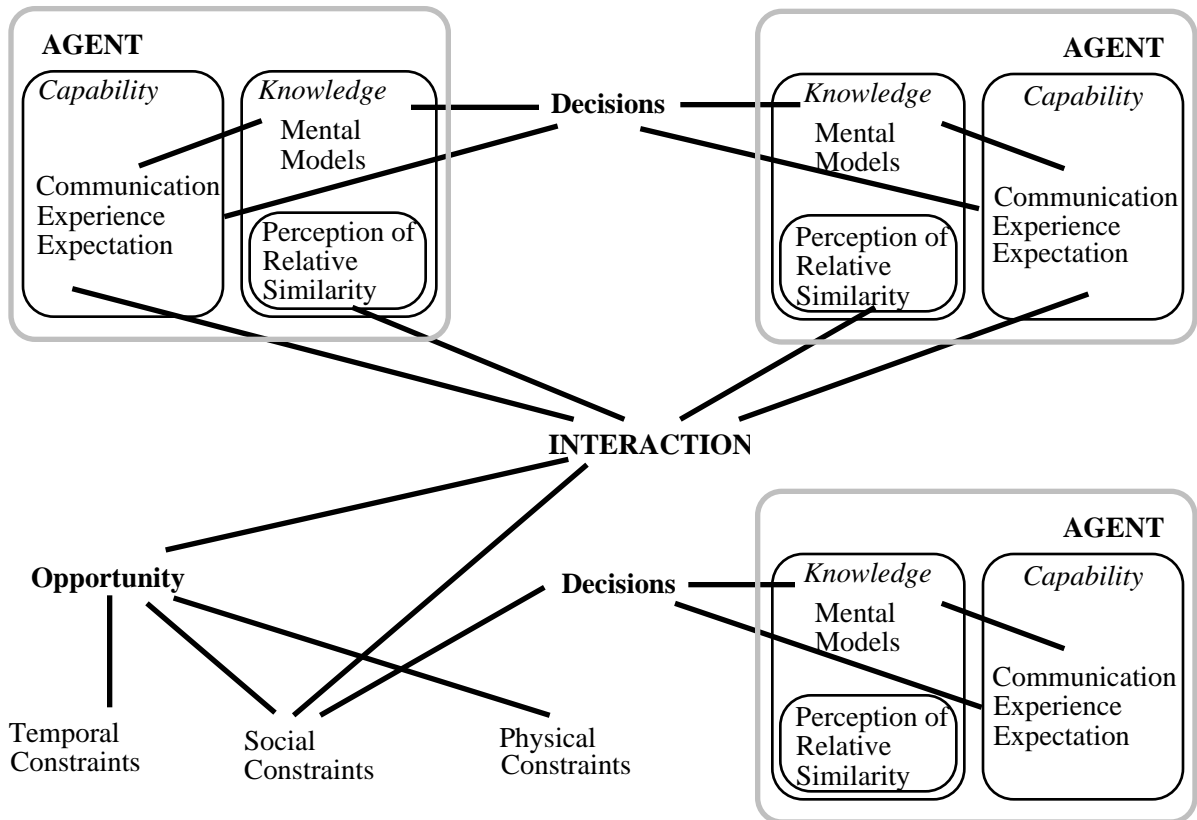 AGENT
Capability
Communication
Experience
Expectation
Knowledge
Mental
Models
Perception of
Relative
Similarity
Decisions
AGENT
Knowledge
Mental
Models
Perception of
Relative
Similarity
Capability
Communication
Experience
Expectation
INTERACTION
Opportunity
Temporal
Constraints
Social
Constraints
Physical
Constraints
Decisions
AGENT
Knowledge
Mental
Models
Perception of
Relative
Similarity
Capability
Communication
Experience
Expectation